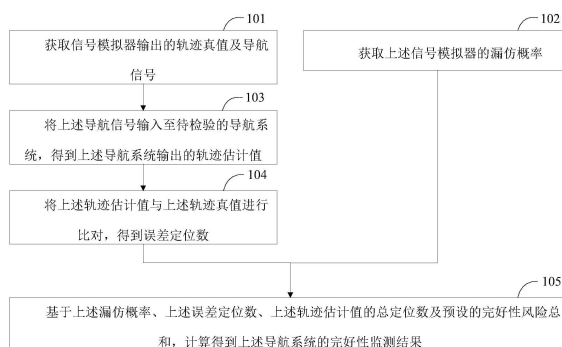 101
获取信号模拟器输出的轨迹真值及导航
信号
102
获取上述信号模拟器的漏仿概率
103
将上述导航信号输入至待检验的导航系
统，得到上述导航系统输出的轨迹估计值
104
将上述轨迹估计值与上述轨迹真值进行
比对，得到误差定位数
105
基于上述漏仿概率、上述误差定位数、上述轨迹估计值的总定位数及预设的完好性风险总
和，计算得到上述导航系统的完好性监测结果